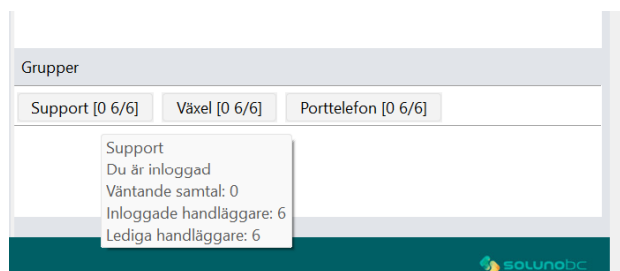 Grupper
Support [0 6/6] Växel [0 6/6] Porttelefon [0 6/6]
Support
Du är inloggad
Väntande samtal: 0
Inloggade handläggare: 6
Lediga handläggare: 6
solunobc